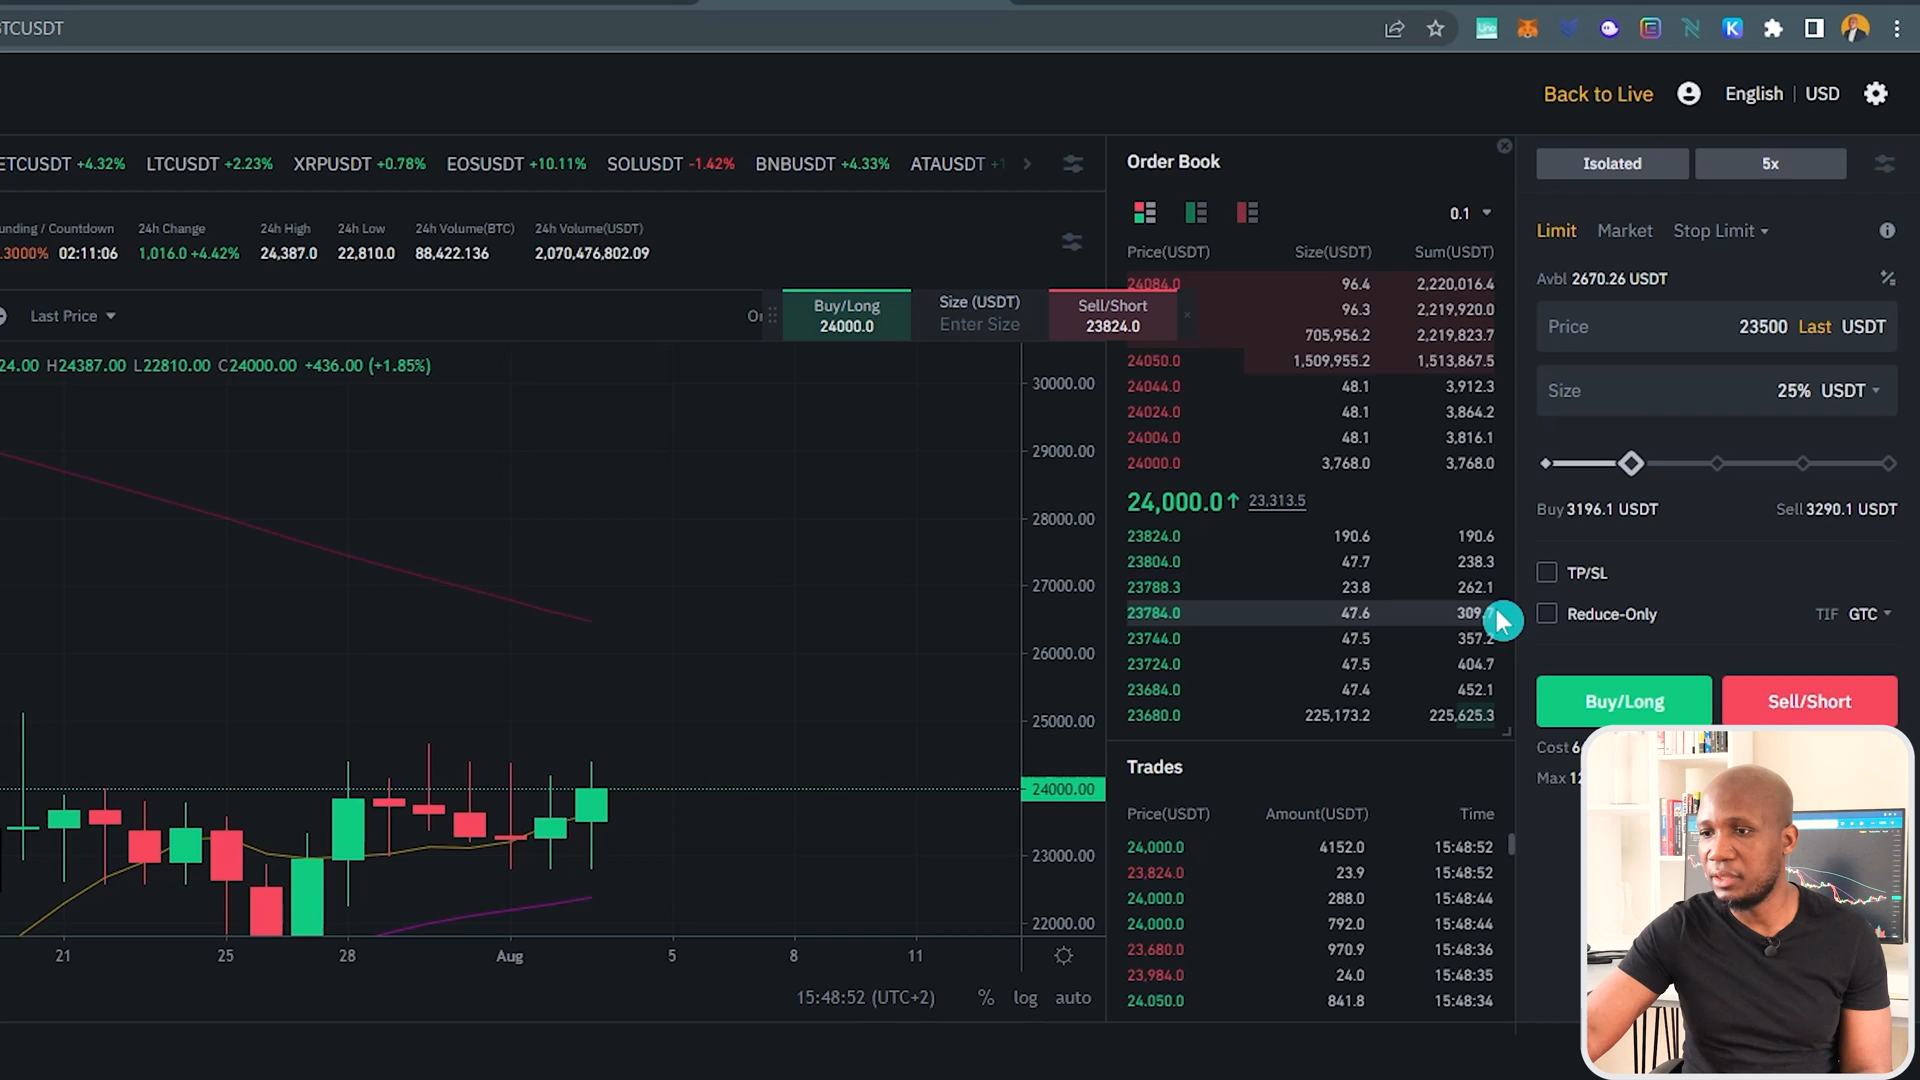 TCUSDT
Back to Live
English | USD
ETCUSDT +4.32% LTCUSDT +2.23% XRPUSDT +0.78% EOSUSDT +10.11% SOLUSDT -1.42% BNBUSDT +4.33% ATAUSDT
unding / Countdown 24h Change 24h High 24h Low 24h Volume(BTC) 24h Volume(USDT)
.3000% 02:11:06 1,016.0 +4.42% 24,387.0 22,810.0 88,422.136 2,070,476,802.09
Last Price
Buy/Long
24000.0
Size (USDT)
Enter Size
Sell/Short
23824.0
24.00 H24387.00 L22810.00 C24000.00 +436.00 (+1.85%)
30000.00
29000.00
28000.00
27000.00
26000.00
25000.00
24000.00
23000.00
22000.00
21 25 28 Aug 5 8 11
15:48:52 (UTC+2) % log auto
Order Book
0.1
Price(USDT) Size(USDT) Sum(USDT)
24084.0 96.4 2,220,016.4
96.3 2,219,920.0
705,956.2 2,219,823.7
24050.0 1,509,955.2 1,513,867.5
24044.0 48.1 3,912.3
24024.0 48.1 3,864.2
24004.0 48.1 3,816.1
24000.0 3,768.0 3,768.0
24,000.0↑ 23,313.5
23824.0 190.6 190.6
23804.0 47.7 238.3
23788.3 23.8 262.1
23784.0 47.6 309.7
23744.0 47.5 357.2
23724.0 47.5 404.7
23684.0 47.4 452.1
23680.0 225,173.2 225,625.3
Trades
Price(USDT) Amount(USDT) Time
24,000.0 4152.0 15:48:52
23,824.0 23.9 15:48:52
24,000.0 288.0 15:48:44
24,000.0 792.0 15:48:44
23,680.0 970.9 15:48:36
23,984.0 24.0 15:48:35
24,050.0 841.8 15:48:34
Isolated 5x
Limit Market Stop Limit
Avbl 2670.26 USDT
Price 23500 Last USDT
Size 25% USDT
Buy 3196.1 USDT Sell 3290.1 USDT
TP/SL
Reduce-Only TIF GTC
Buy/Long Sell/Short
Cost
Max